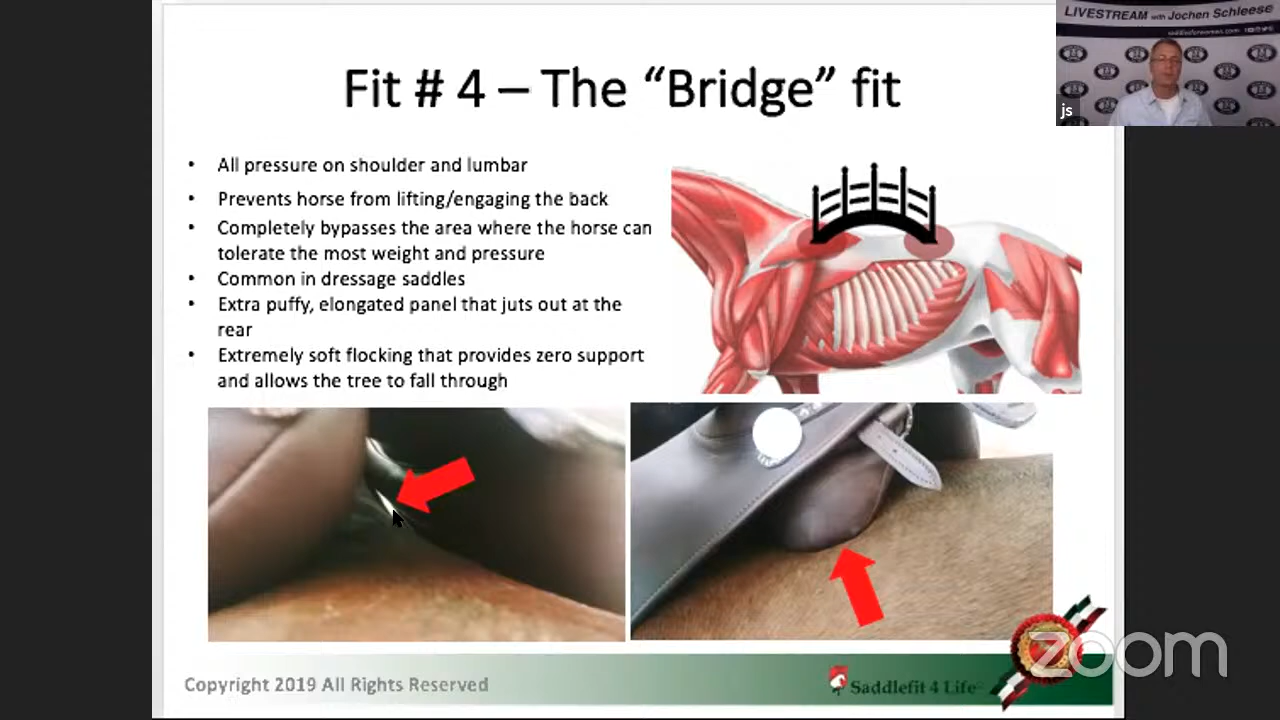 LIVESTREAM with Jochen Schleese
saddlesforwomen.com
js
Fit # 4 – The “Bridge” fit
• All pressure on shoulder and lumbar
• Prevents horse from lifting/engaging the back
• Completely bypasses the area where the horse can
tolerate the most weight and pressure
• Common in dressage saddles
• Extra puffy, elongated panel that juts out at the
rear
• Extremely soft flocking that provides zero support
and allows the tree to fall through
Copyright 2019 All Rights Reserved
Saddlefit 4 Life
zoom